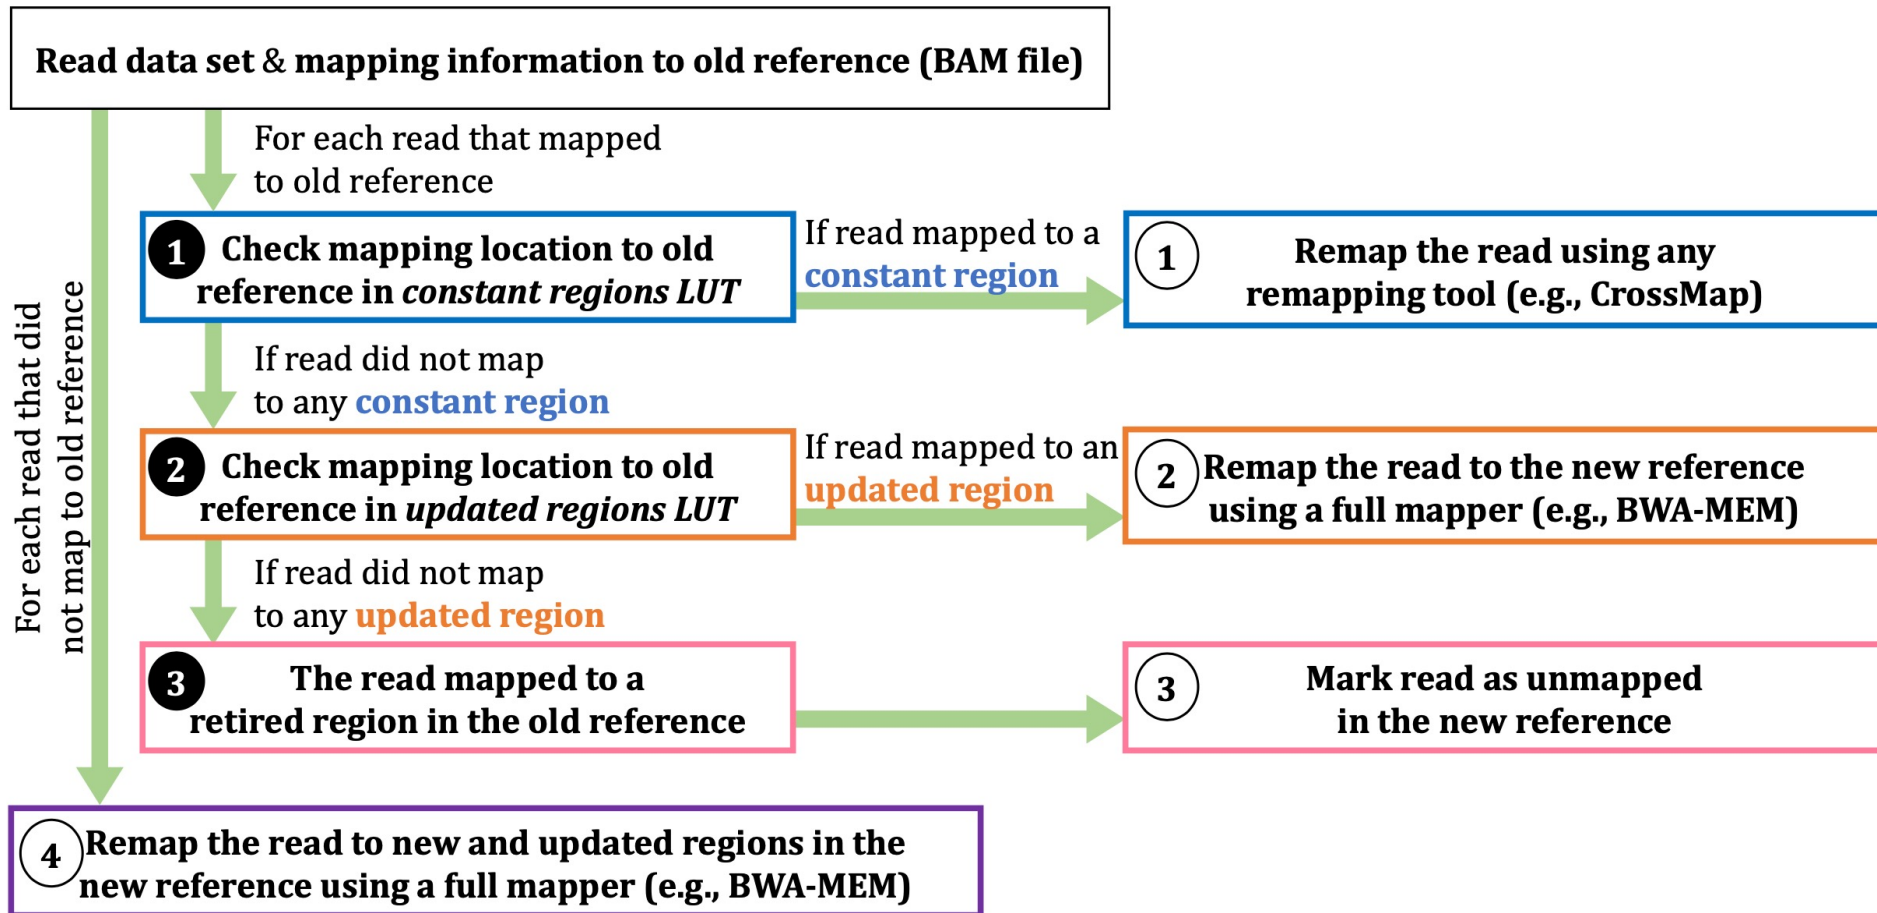 Read data set & mapping information to old reference (BAM file)
For each read that mapped
to old reference
1
Check mapping location to old
reference in constant regions LUT
If read mapped to a
constant region
1
Remap the read using any
remapping tool (e.g., CrossMap)
If read did not map
to any constant region
2
Check mapping location to old
reference in updated regions LUT
If read mapped to an
updated region
2
Remap the read to the new reference
using a full mapper (e.g., BWA-MEM)
If read did not map
to any updated region
3
The read mapped to a
retired region in the old reference
3
Mark read as unmapped
in the new reference
For each read that did
not map to old reference
4
Remap the read to new and updated regions in the
new reference using a full mapper (e.g., BWA-MEM)